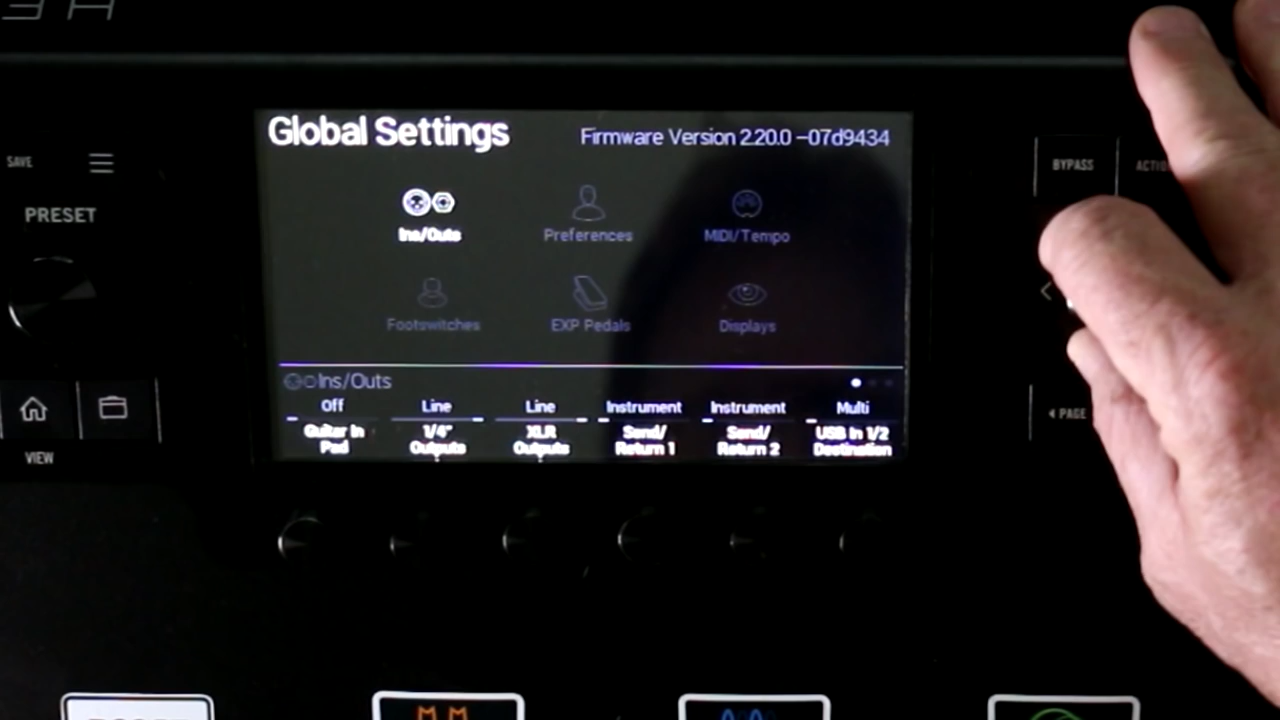 Global Settings
Firmware Version 2.20.0 –07d9434
SAVE
PRESET
VIEW
Ins/Outs
Preferences
MIDI/Tempo
Footswitches
EXP Pedals
Displays
Ins/Outs
Off
Line
Line
Instrument
Instrument
Multi
Guitar In
Pad
1/4"
Outputs
XLR
Outputs
Send/
Return 1
Send/
Return 2
USB In 1/2
Destination
BYPASS
PAGE